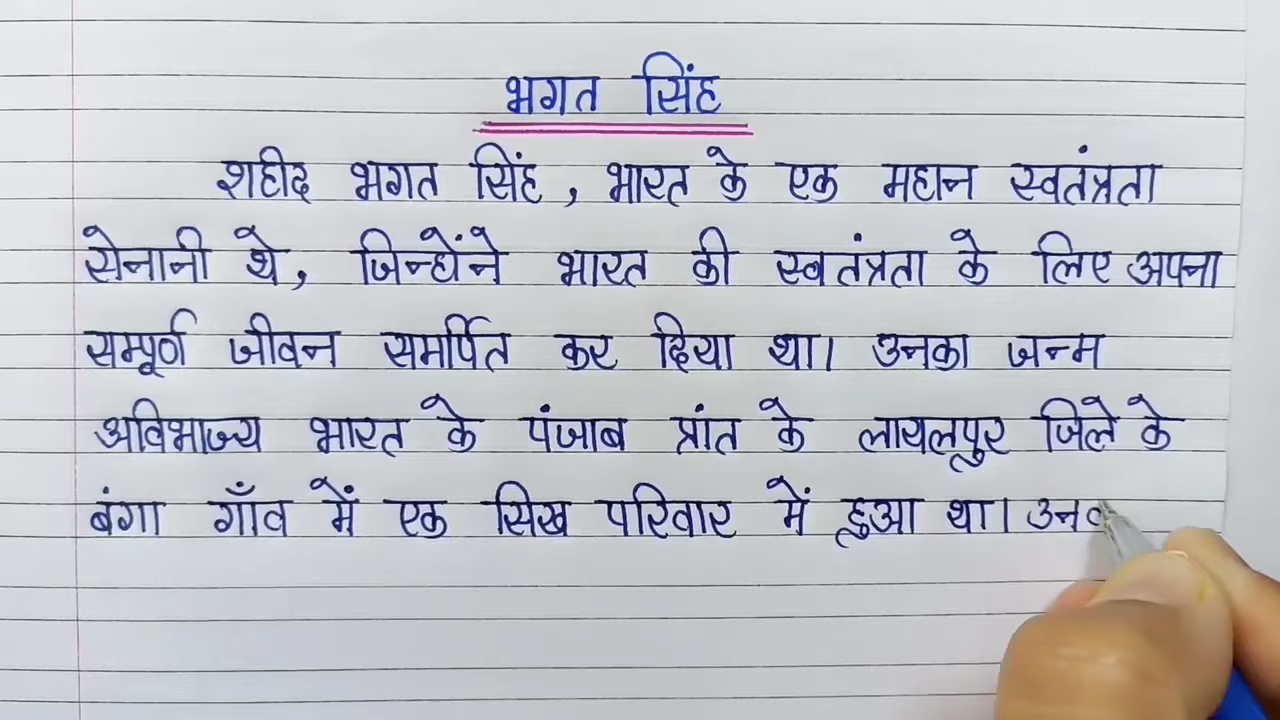 भगत सिंह
शहीद भगत सिंह, भारत के एक महान स्वतंत्रता
सेनानी थे, जिन्होंने भारत की स्वतंत्रता के लिए अपना
सम्पूर्ण जीवन समर्पित कर दिया था। उनका जन्म
अविभाज्य भारत के पंजाब प्रांत के लायलपुर जिले के
बंगा गाँव में एक सिख परिवार में हुआ था।